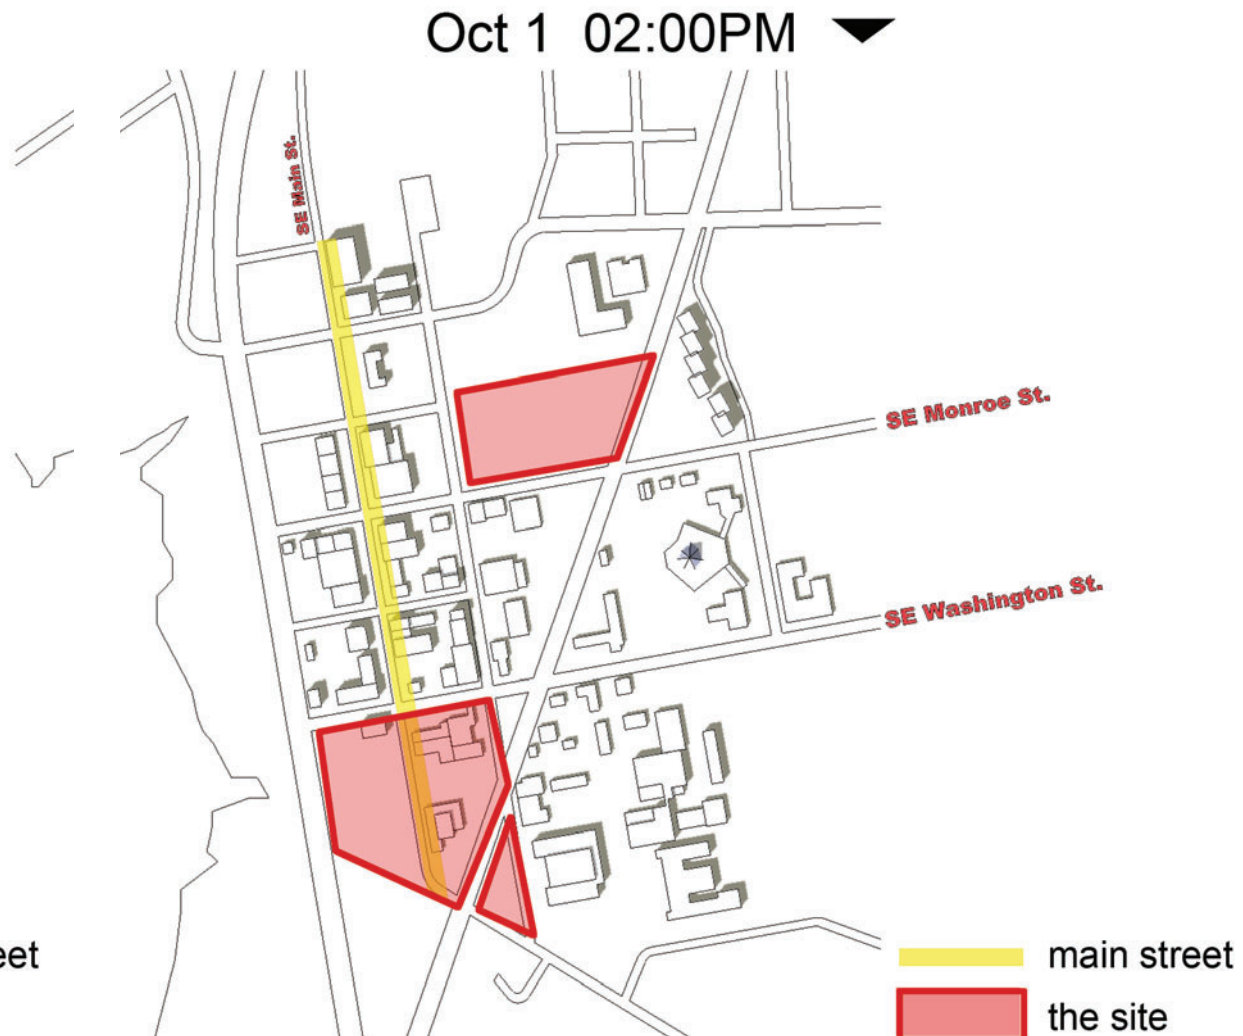 Oct 1 02:00PM
SE Main St.
SE Monroe St.
SE Washington St.
main street
the site